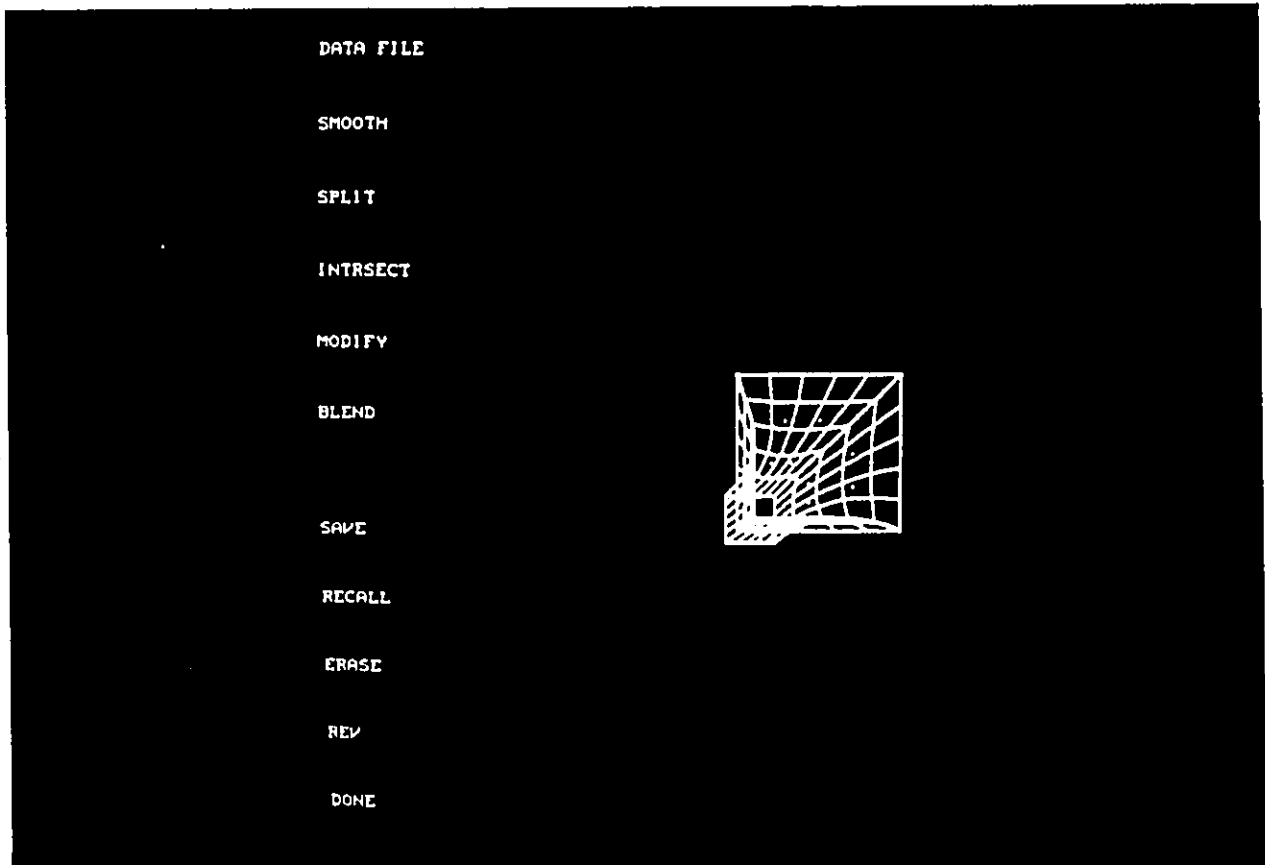 DATA FILE
SMOOTH
SPLIT
INTRSECT
MODIFY
BLEND
SAVE
RECALL
ERASE
REV
DONE